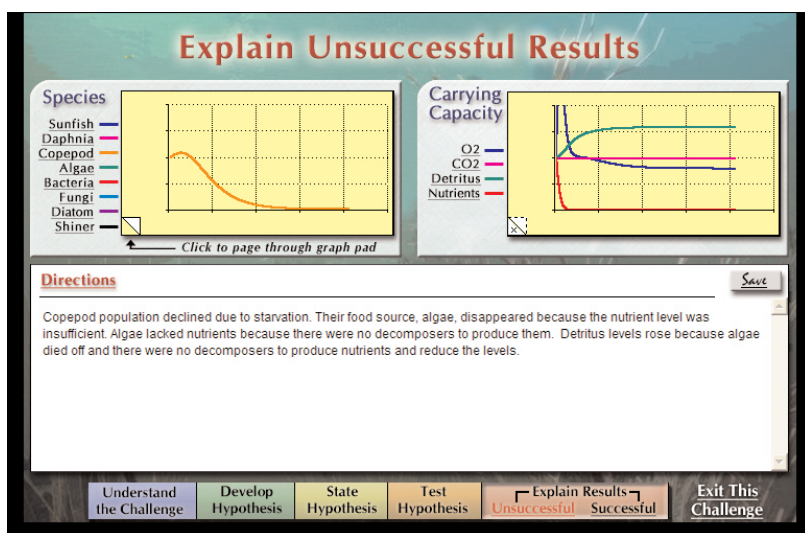 Explain Unsuccessful Results
Species
Sunfish
Daphnia
Copepod
Algae
Bacteria
Fungi
Diatom
Shiner
Click to page through graph pad
Carrying
Capacity
O2
CO2
Detritus
Nutrients
Directions
Save
Copepod population declined due to starvation. Their food source, algae, disappeared because the nutrient level was
insufficient. Algae lacked nutrients because there were no decomposers to produce them.  Detritus levels rose because algae
died off and there were no decomposers to produce nutrients and reduce the levels.
Understand
the Challenge
Develop
Hypothesis
State
Hypothesis
Test
Hypothesis
Explain Results
Unsuccessful Successful
Exit This
Challenge